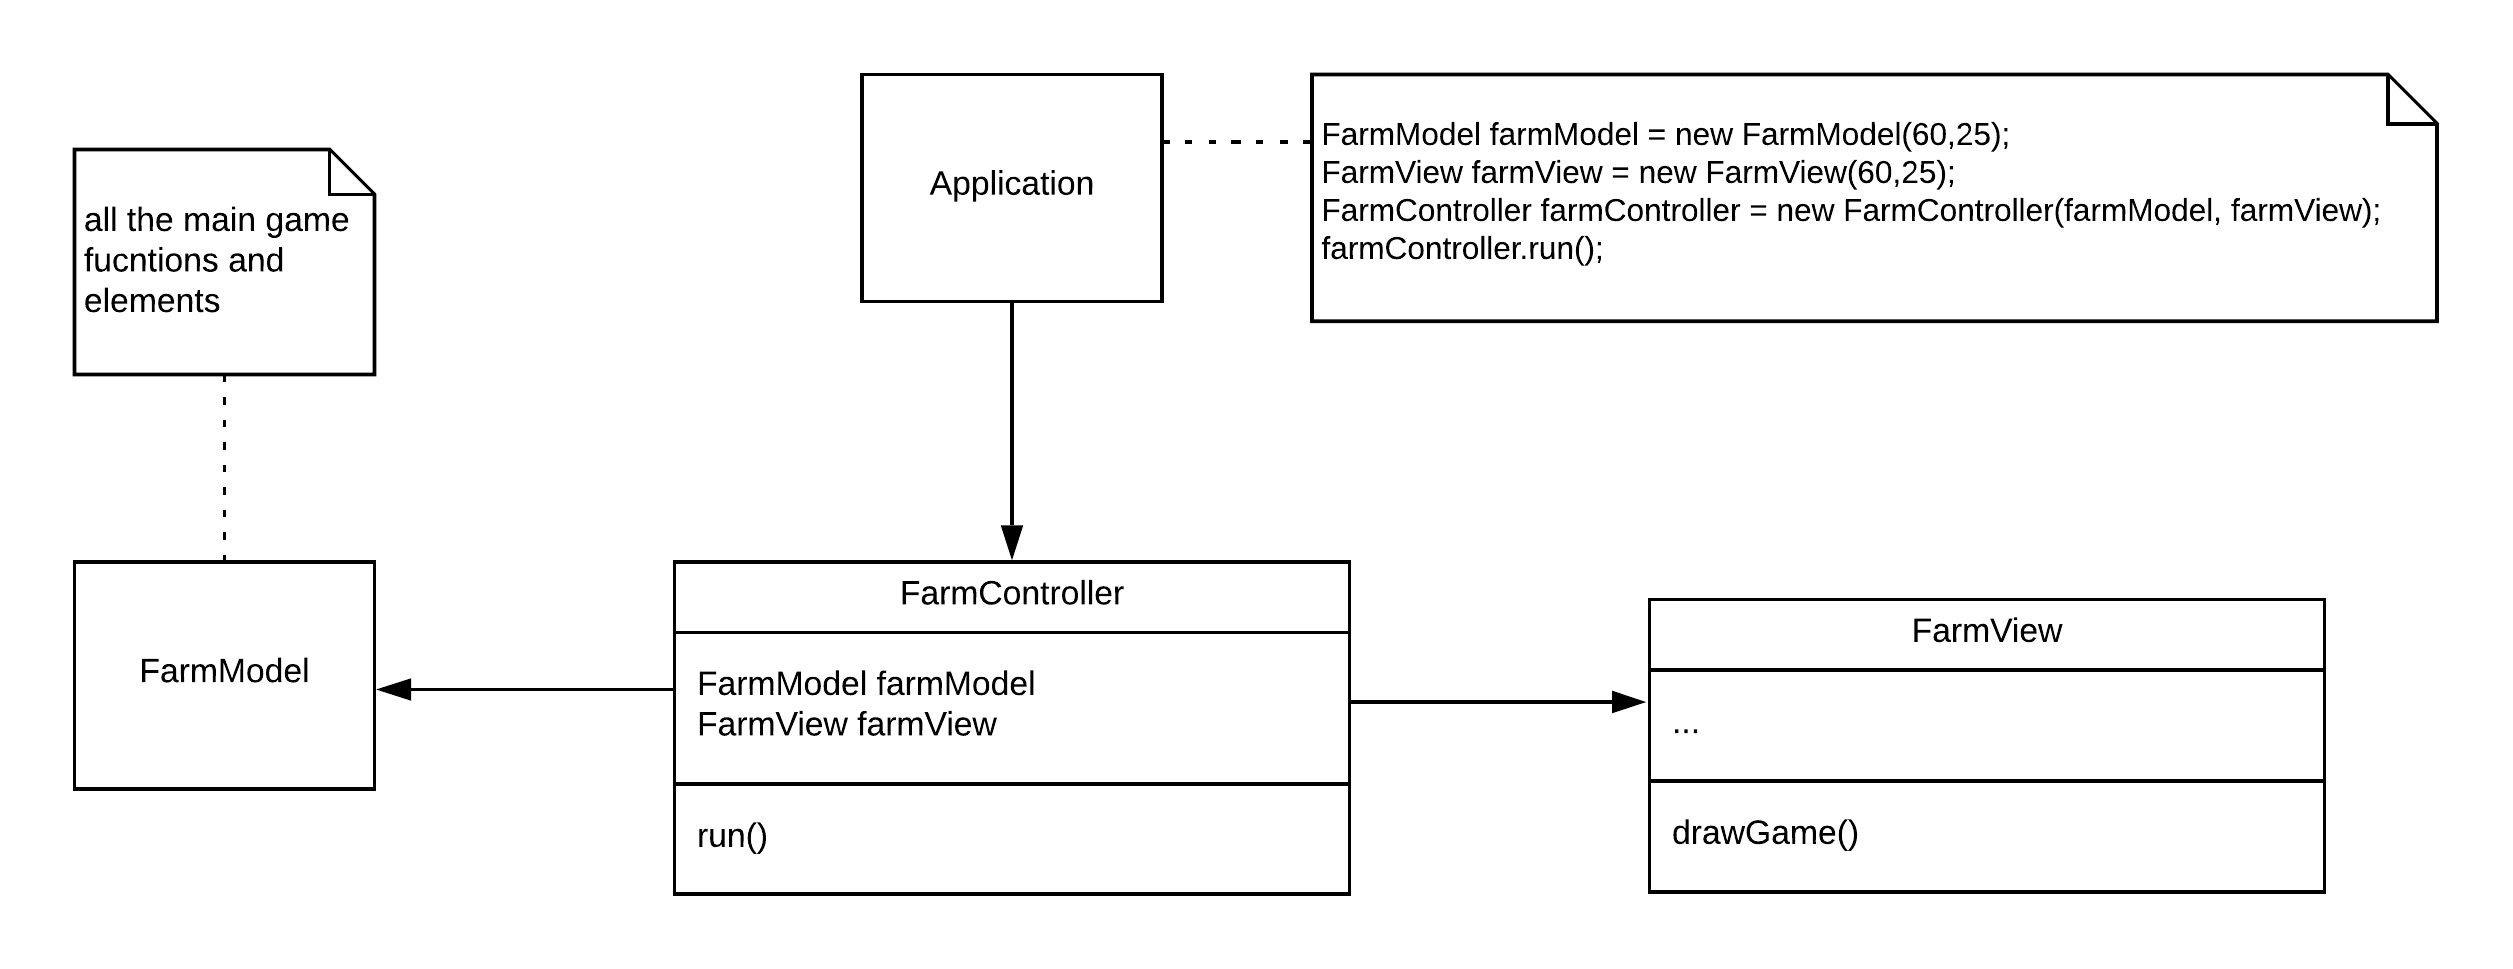 Application
FarmModel farmModel = new FarmModel(60,25);
FarmView farmView = new FarmView(60,25);
FarmController farmController = new FarmController(farmModel, farmView);
farmController.run();
all the main game
fucntions and
elements
FarmModel
FarmController
FarmModel farmModel
FarmView farmView
run()
FarmView
...
drawGame()